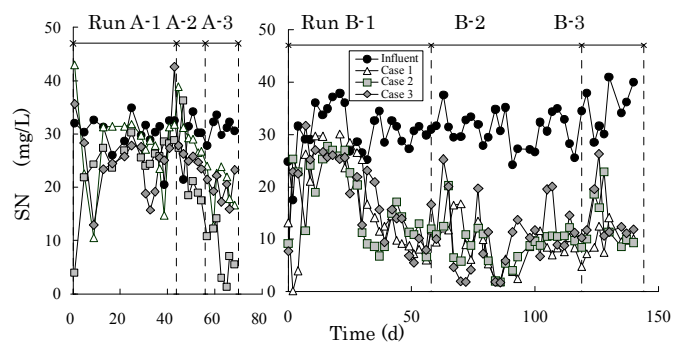 Run A-1 A-2 A-3
Run B-1 B-2 B-3
50
40
30
20
10
0
SN (mg/L)
0 20 40 60 80
50
40
30
20
10
0
Influent
Case 1
Case 2
Case 3
0 50 100 150
Time (d)